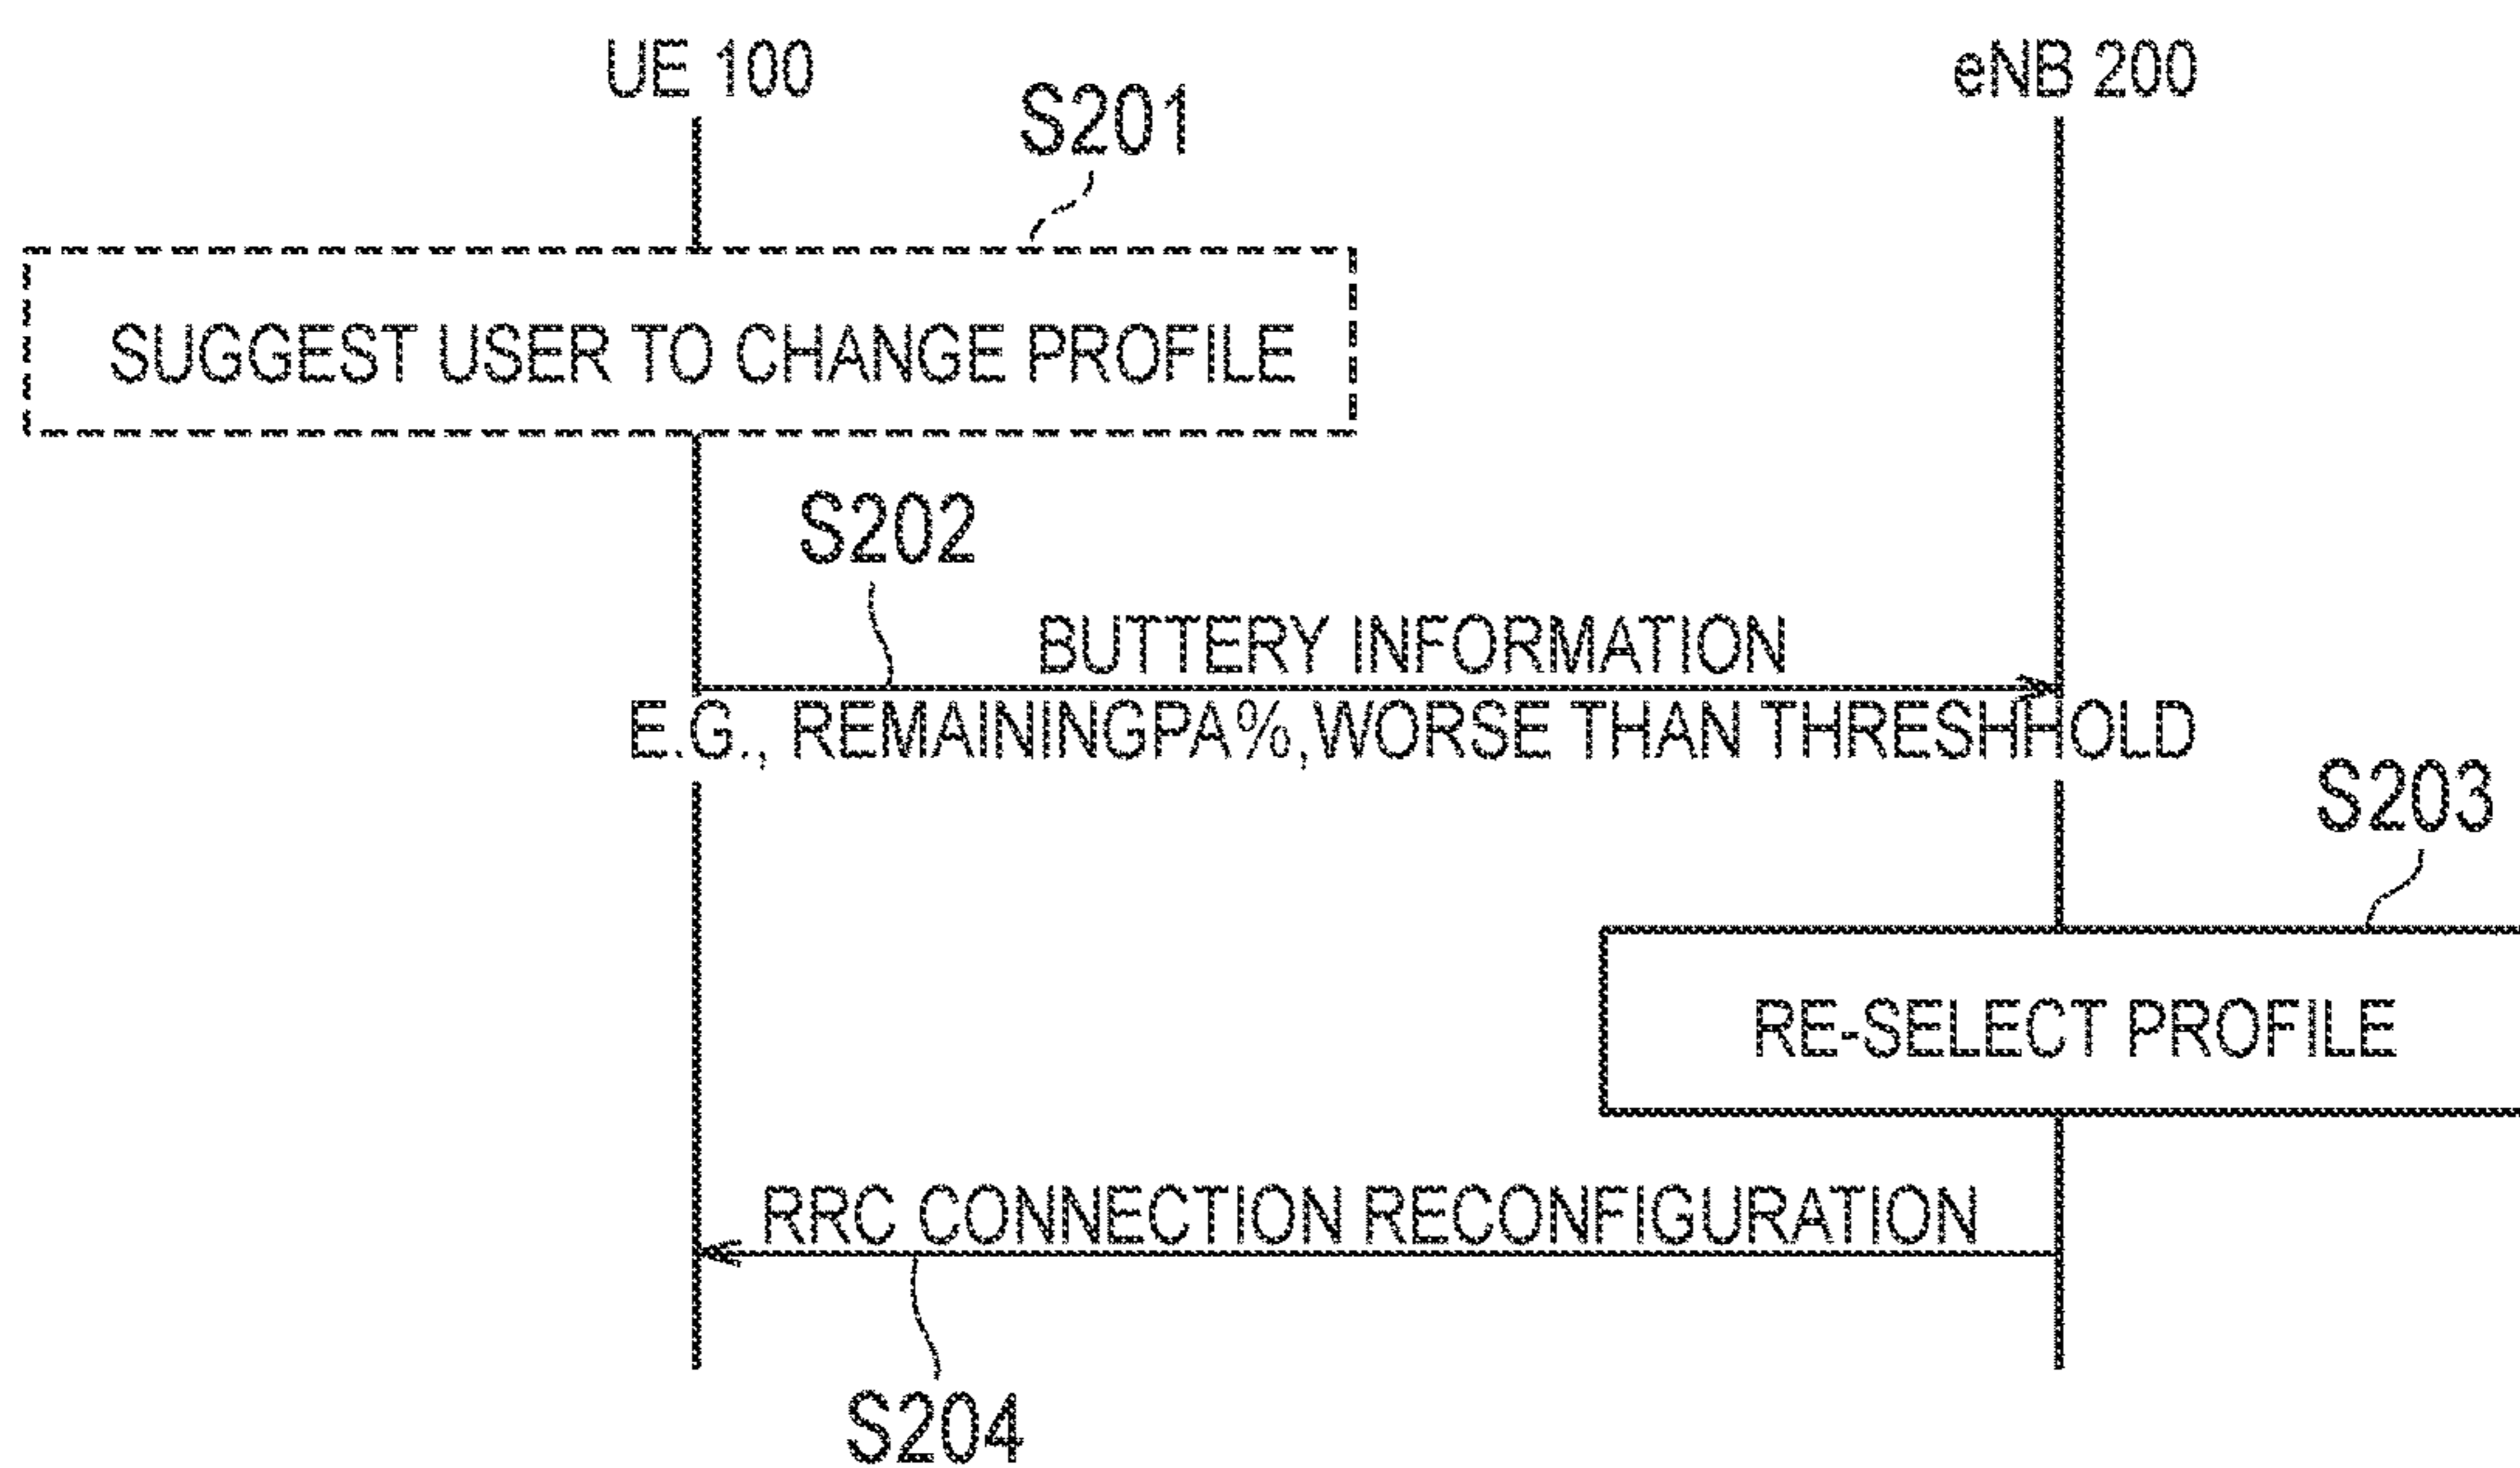 UE 100
eNB 200
S201
SUGGEST USER TO CHANGE PROFILE
S202
BUTTERY INFORMATION
E.G., REMAININGPA%,WORSE THAN THRESHHOLD
S203
RE-SELECT PROFILE
RRC CONNECTION RECONFIGURATION
S204